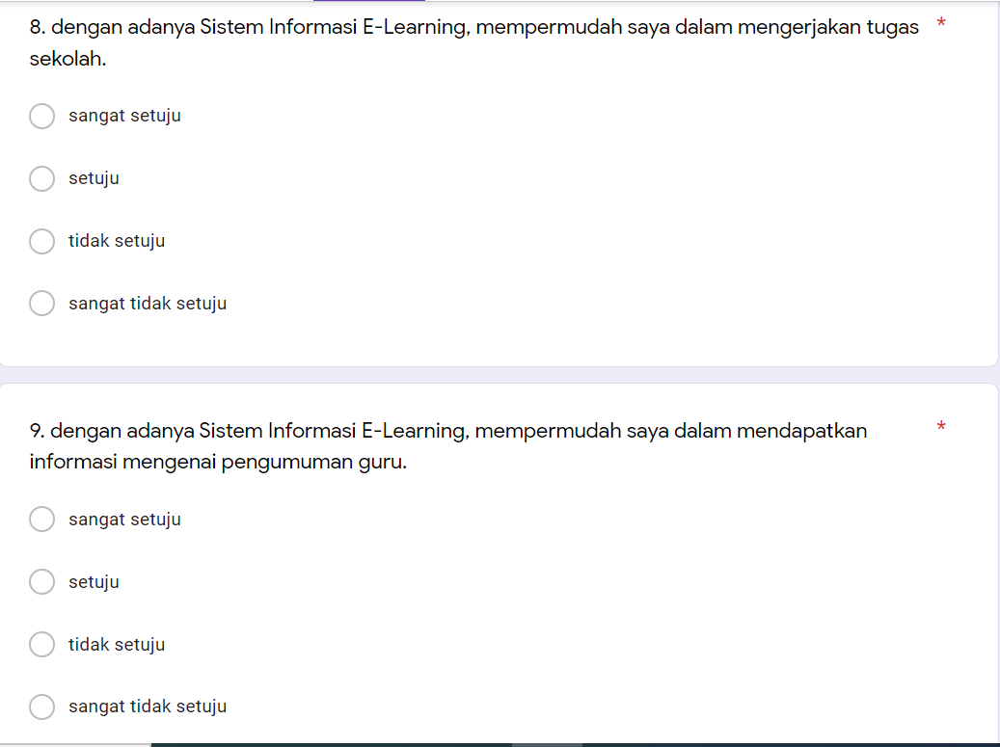 8. dengan adanya Sistem Informasi E-Learning, mempermudah saya dalam mengerjakan tugas *
sekolah.
sangat setuju
setuju
tidak setuju
sangat tidak setuju
9. dengan adanya Sistem Informasi E-Learning, mempermudah saya dalam mendapatkan *
informasi mengenai pengumuman guru.
sangat setuju
setuju
tidak setuju
sangat tidak setuju